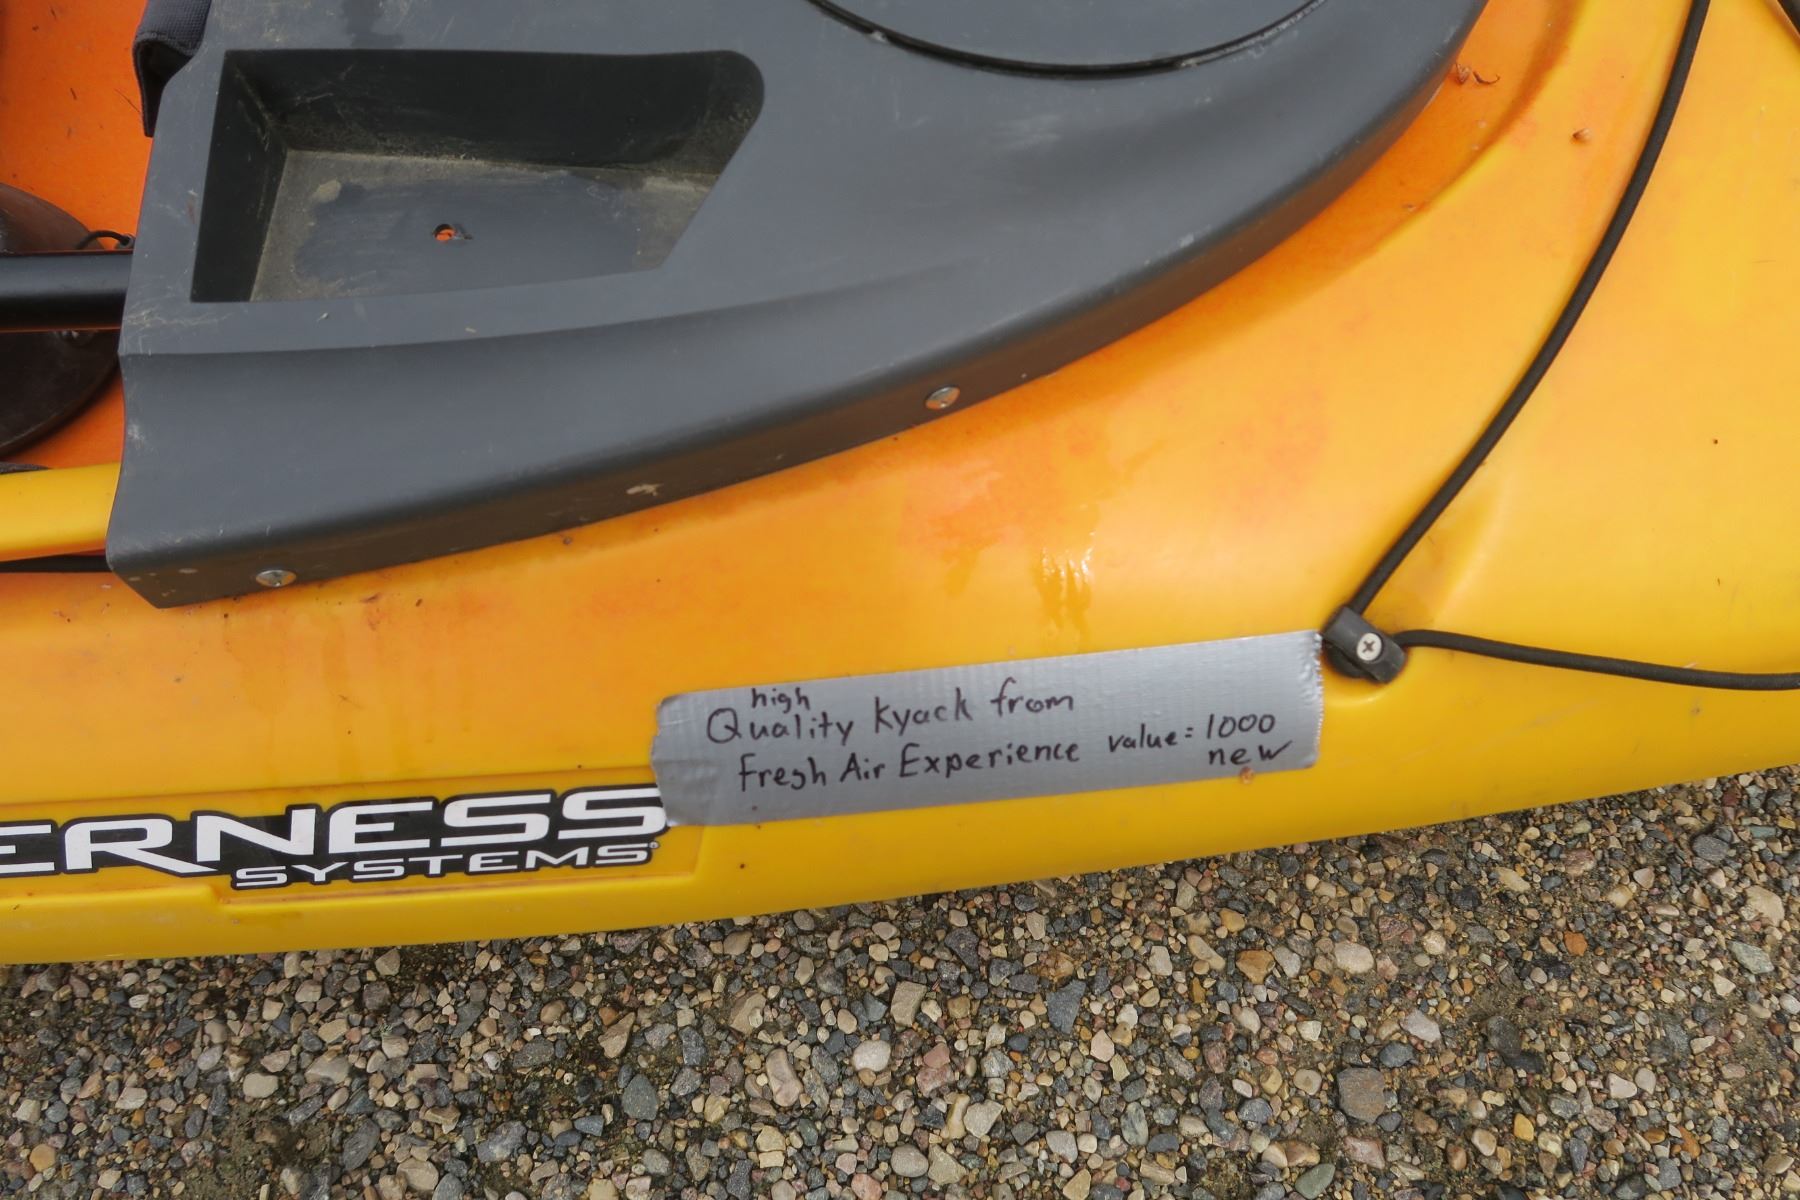 high
Quality Kyack from
Fresh Air Experience value = 1000
new
ERNESS
SYSTEMS